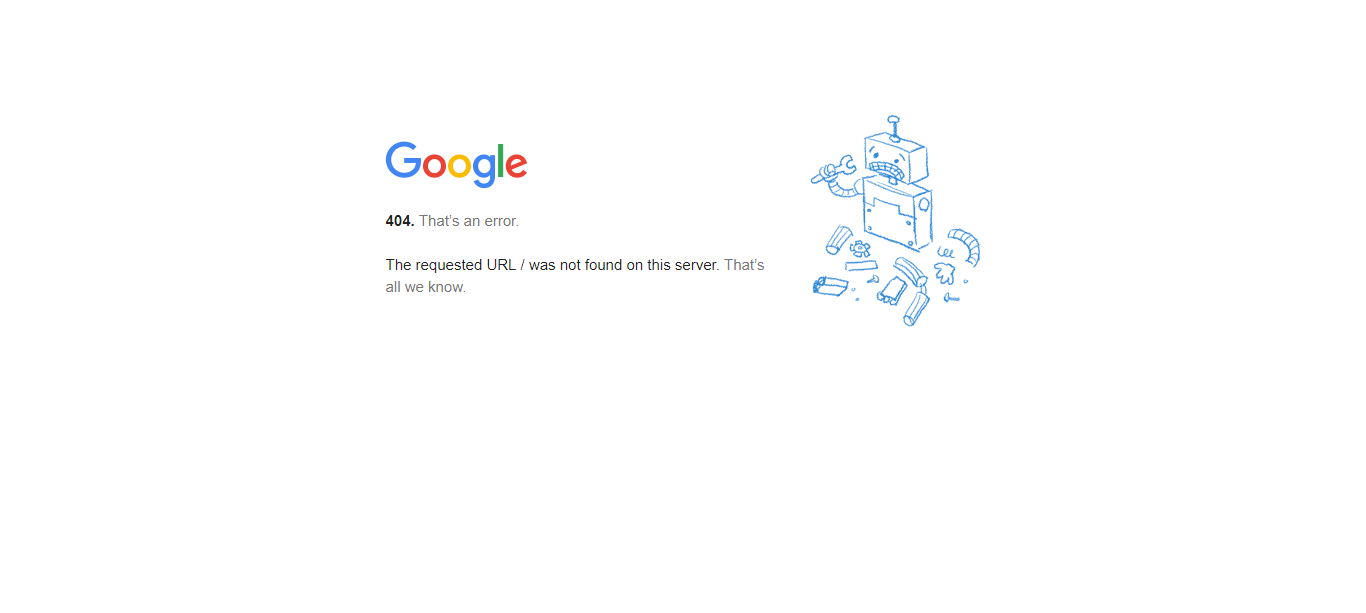 Google
404. That's an error.
The requested URL / was not found on this server. That's
all we know.